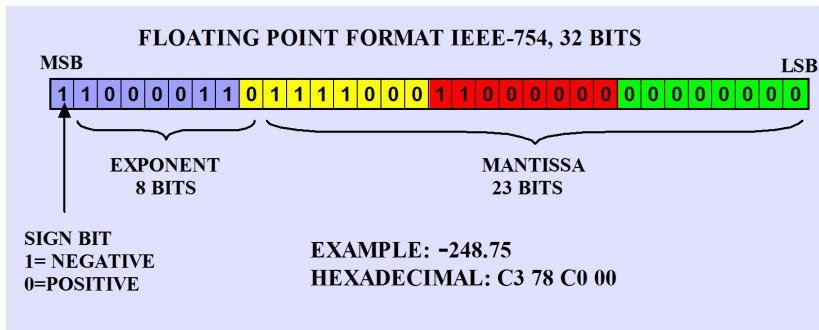 FLOATING POINT FORMAT IEEE-754, 32 BITS
MSB
LSB
1 1 0 0 0 0 1 1 0 1 1 1 1 0 0 0 1 1 0 0 0 0 0 0 0 0 0 0 0 0 0 0
EXPONENT
8 BITS
MANTISSA
23 BITS
SIGN BIT
1= NEGATIVE
0=POSITIVE
EXAMPLE: -248.75
HEXADECIMAL: C3 78 C0 00